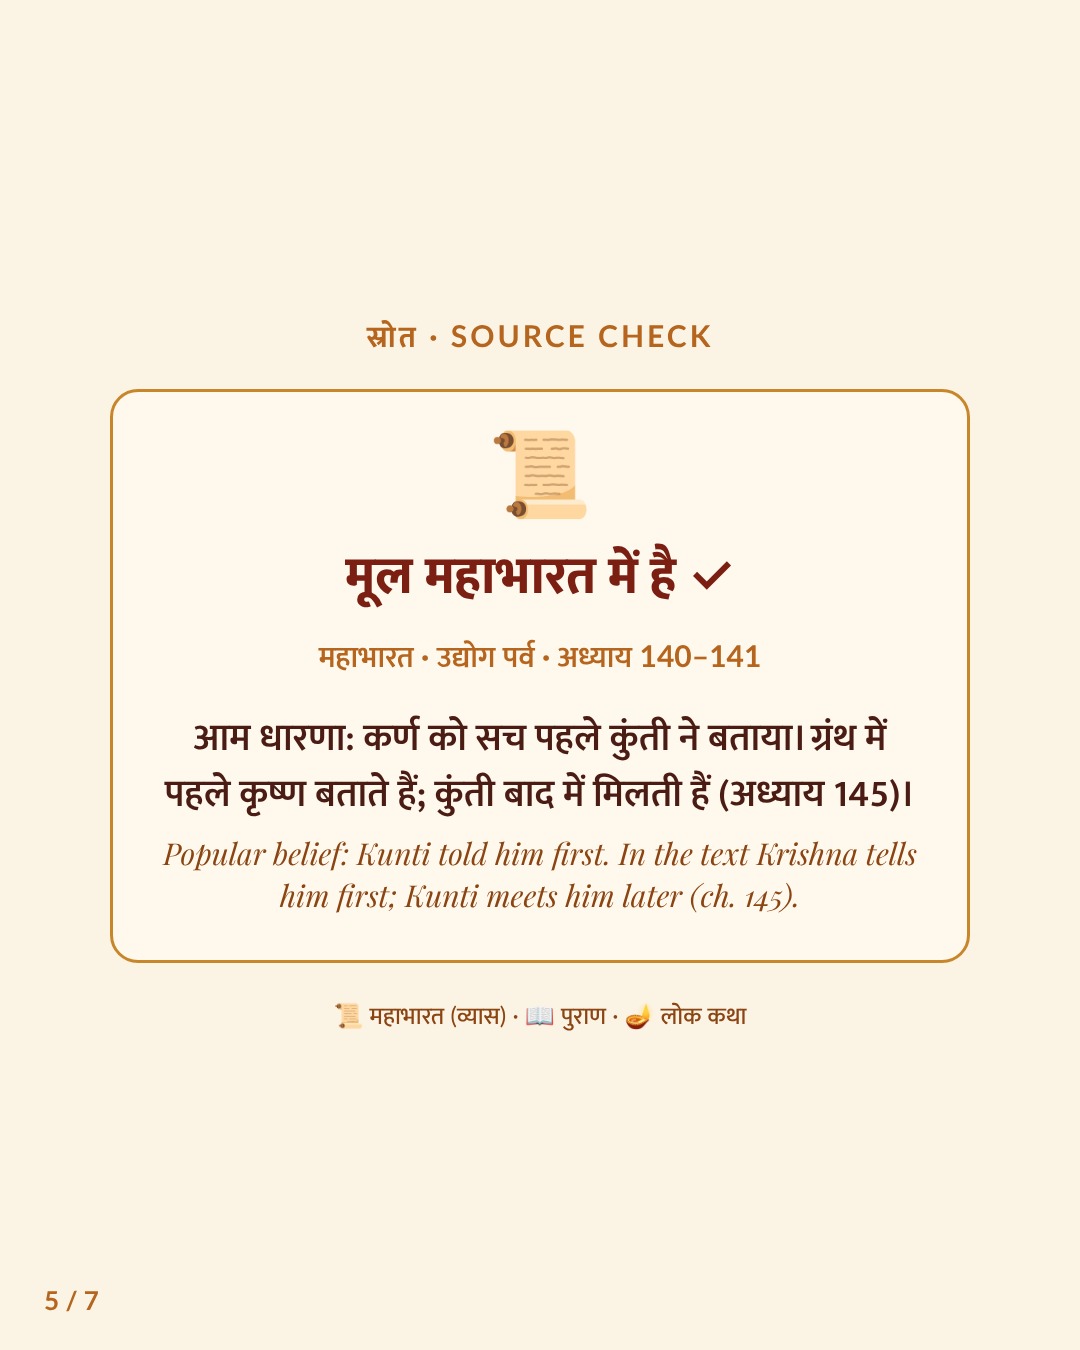 स्रोत · SOURCE CHECK
मूल महाभारत में है ✓
महाभारत · उद्योग पर्व · अध्याय 140–141
आम धारणा: कर्ण को सच पहले कुंती ने बताया। ग्रंथ में
पहले कृष्ण बताते हैं; कुंती बाद में मिलती हैं (अध्याय 145)।
Popular belief: Kunti told him first. In the text Krishna tells
him first; Kunti meets him later (ch. 145).
📜 महाभारत (व्यास) · 📖 पुराण · 🪔 लोक कथा
5 / 7